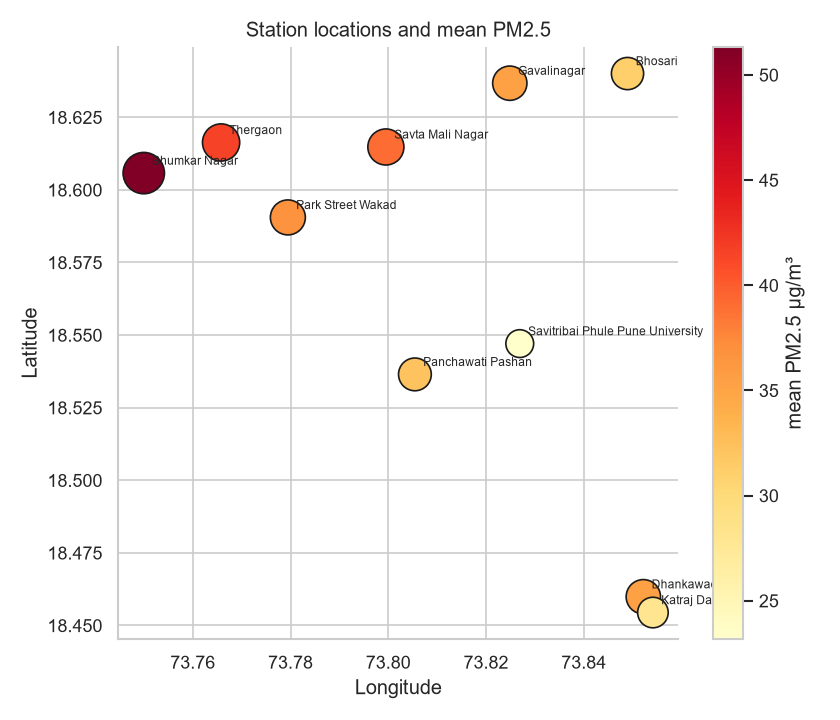 Station locations and mean PM2.5
Bhosari
Gavalinagar
Thergaon
Savta Mali Nagar
Bhumkar Nagar
Park Street Wakad
Savitribai Phule Pune University
Panchawati Pashan
Dhankawa
Katraj Da
18.625
18.600
18.575
18.550
18.525
18.500
18.475
18.450
Latitude
73.76 73.78 73.80 73.82 73.84
Longitude
50
45
40
35
30
25
mean PM2.5 µg/m³